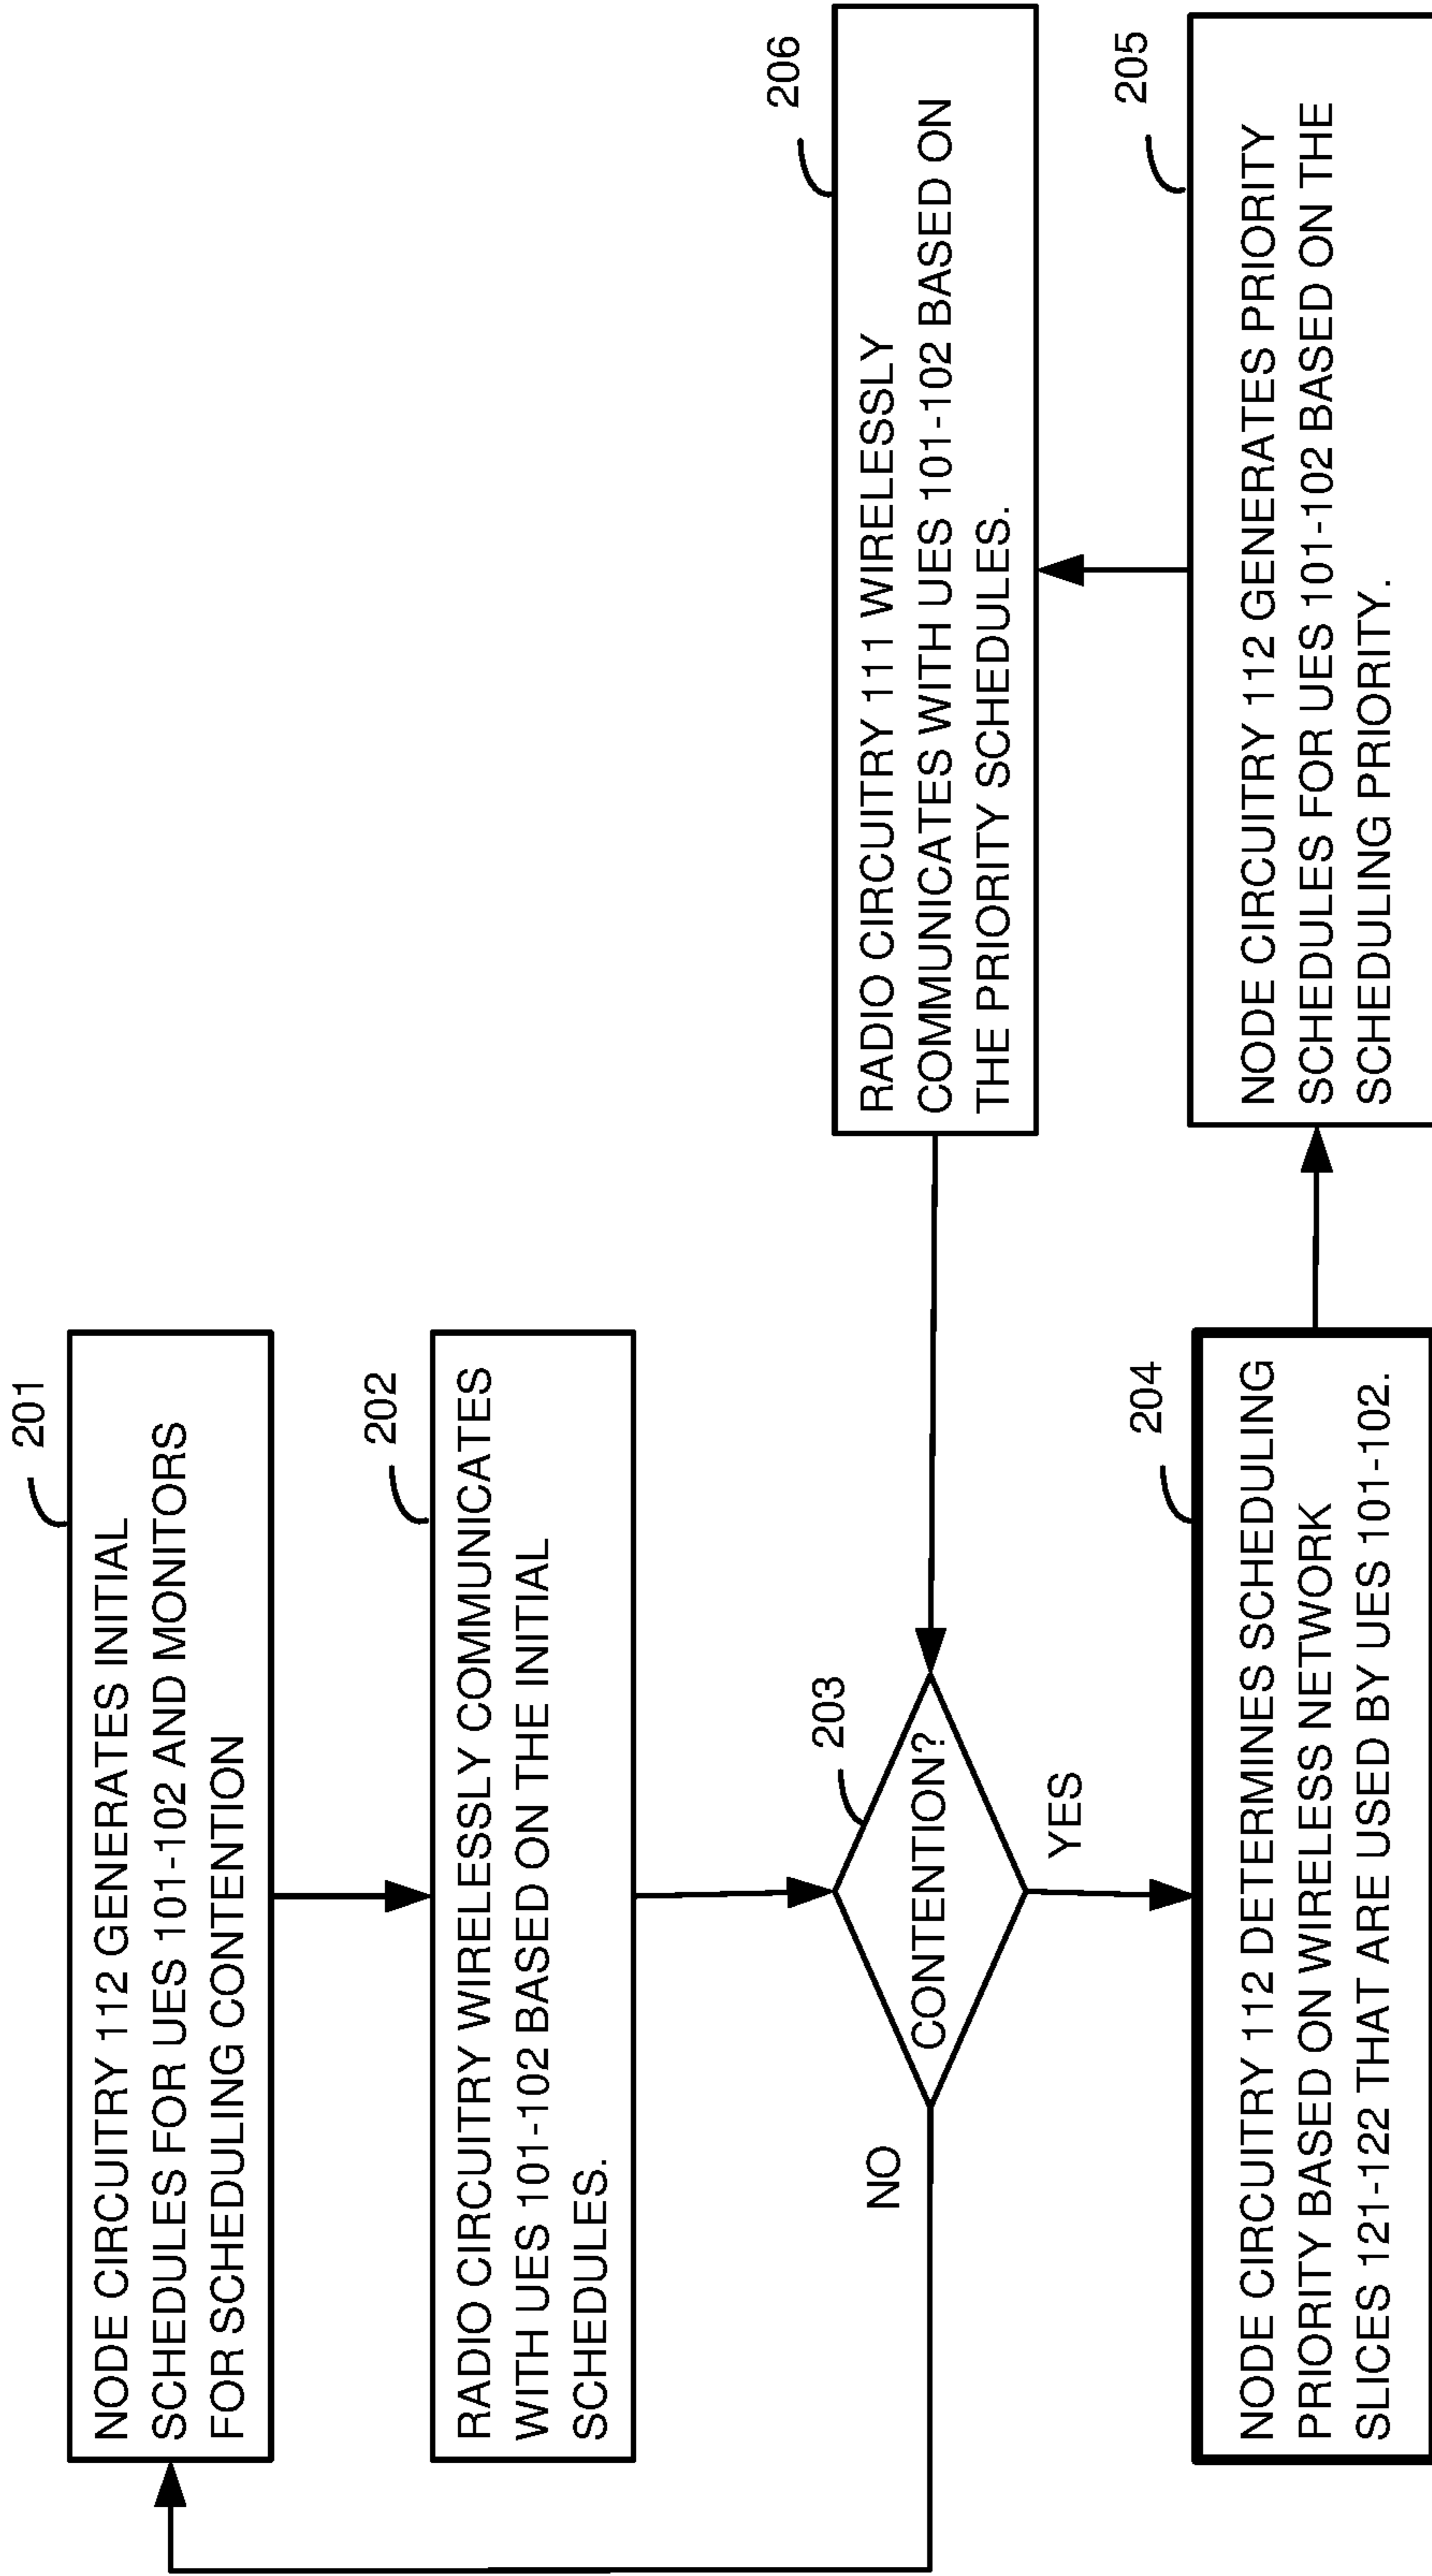 201
NODE CIRCUITRY 112 GENERATES INITIAL
SCHEDULES FOR UES 101-102 AND MONITORS
FOR SCHEDULING CONTENTION
202
RADIO CIRCUITRY WIRELESSLY COMMUNICATES
WITH UES 101-102 BASED ON THE INITIAL
SCHEDULES.
203
CONTENTION?
NO
YES
204
NODE CIRCUITRY 112 DETERMINES SCHEDULING
PRIORITY BASED ON WIRELESS NETWORK
SLICES 121-122 THAT ARE USED BY UES 101-102.
205
NODE CIRCUITRY 112 GENERATES PRIORITY
SCHEDULES FOR UES 101-102 BASED ON THE
SCHEDULING PRIORITY.
206
RADIO CIRCUITRY 111 WIRELESSLY
COMMUNICATES WITH UES 101-102 BASED ON
THE PRIORITY SCHEDULES.